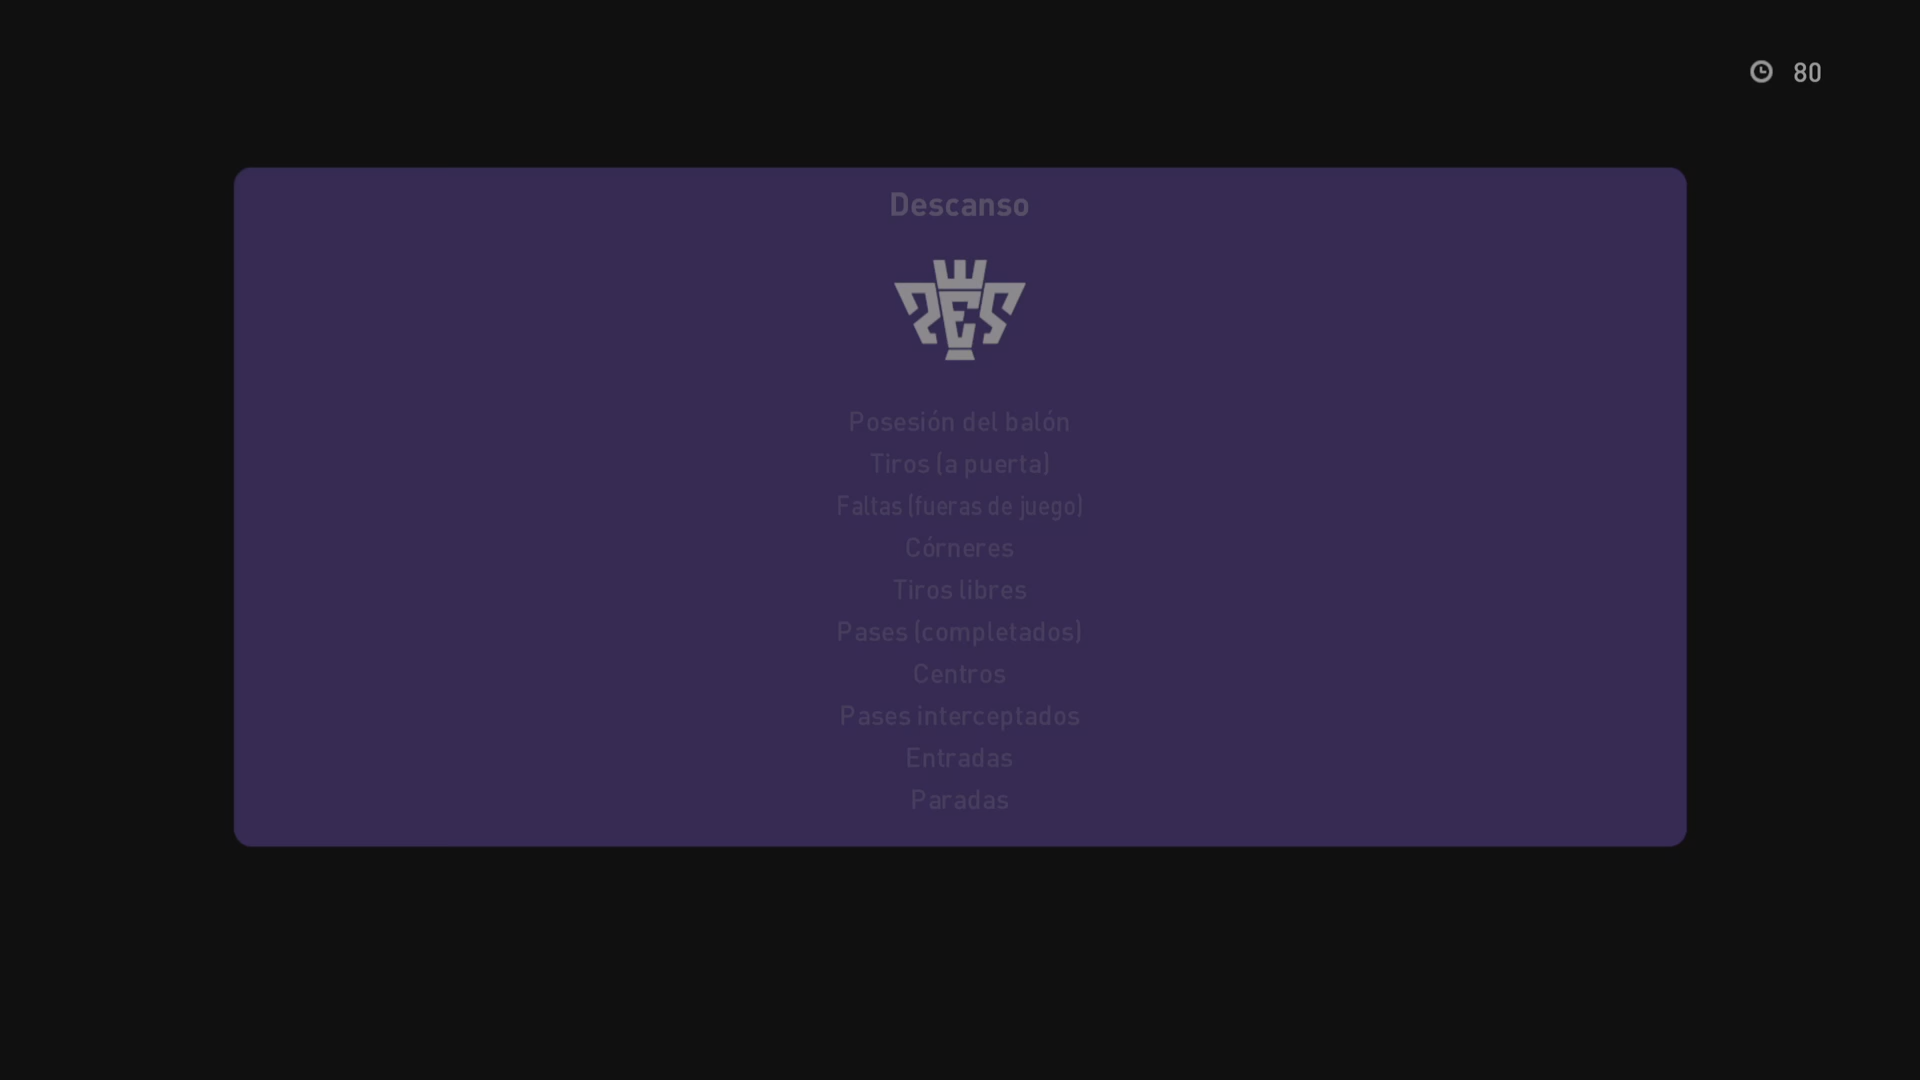 80
Descanso
PES
Posesión del balón
Tiros (a puerta)
Faltas (fueras de juego)
Córneres
Tiros libres
Pases (completados)
Centros
Pases interceptados
Entradas
Paradas